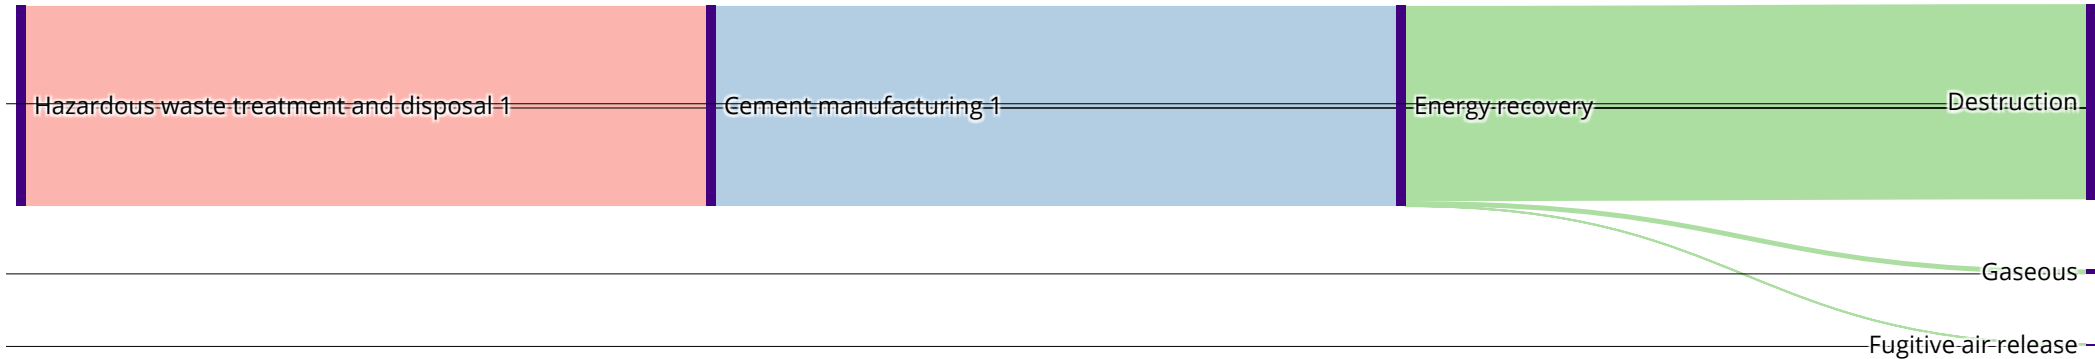 Hazardous waste treatment and disposal 1
Cement manufacturing 1
Energy recovery
Destruction
Gaseous
Fugitive air release